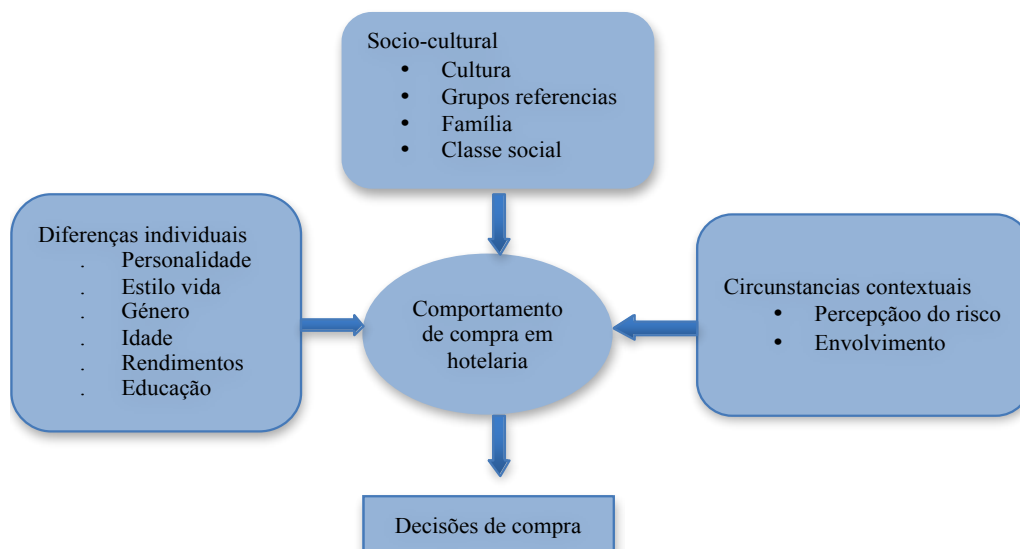 Socio-cultural
• Cultura
• Grupos referencias
• Família
• Classe social
Diferenças individuais
. Personalidade
. Estilo vida
. Género
. Idade
. Rendimentos
. Educação
Comportamento
de compra em
hotelaria
Circunstancias contextuais
• Percepçãoo do risco
• Envolvimento
Decisões de compra